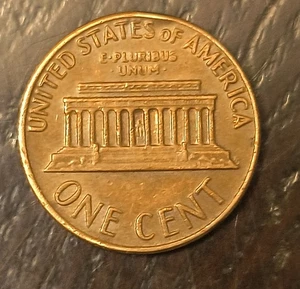 UNITED STATES OF AMERICA
E·PLURIBUS
·UNUM·
ONE CENT